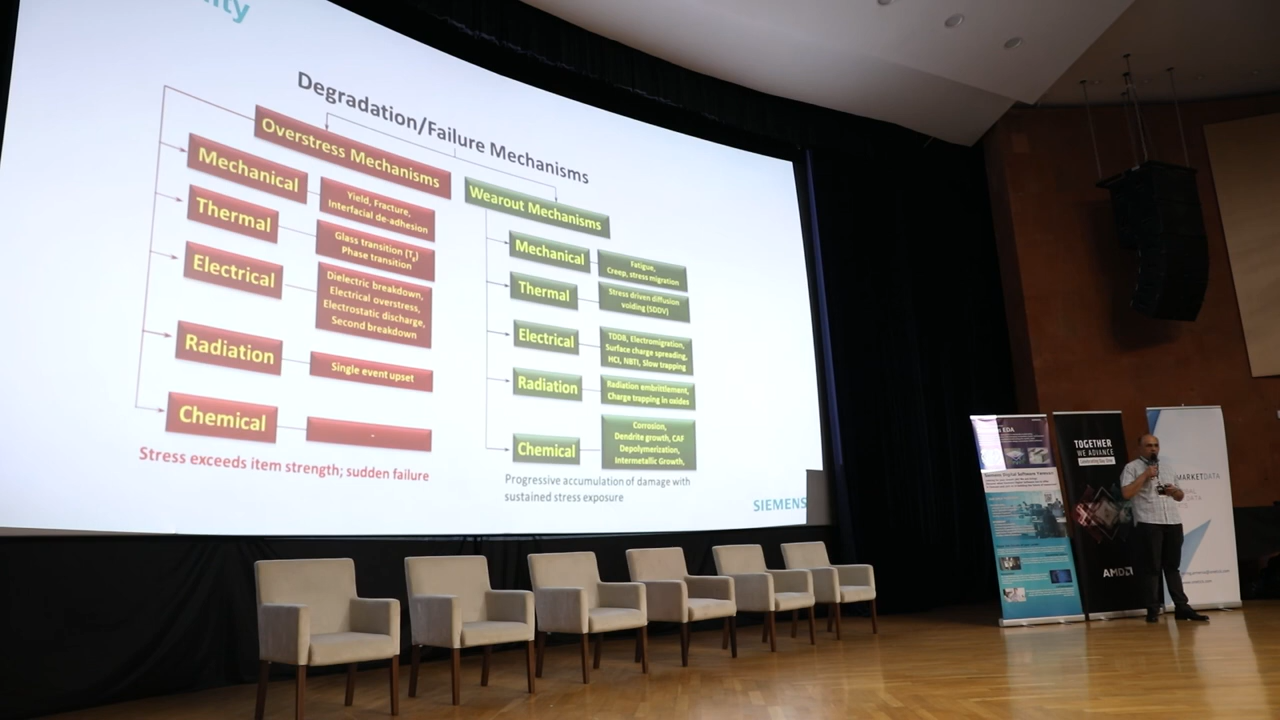 Degradation/Failure Mechanisms
Overstress Mechanisms
Mechanical
Yield, Fracture,
Interfacial de-adhesion
Thermal
Glass transition (Tg)
Phase transition
Electrical
Dielectric breakdown,
Electrical overstress,
Electrostatic discharge,
Second breakdown
Radiation
Single event upset
Chemical
-
Stress exceeds item strength; sudden failure
Wearout Mechanisms
Mechanical
Fatigue,
Creep, stress migration
Thermal
Stress driven diffusion
voiding (SDDV)
Electrical
TDDB, Electromigration,
Surface charge spreading,
HCI, NBTI, Slow trapping
Radiation
Radiation embrittlement,
Charge trapping in oxides
Chemical
Corrosion,
Dendrite growth, CAF
Depolymerization,
Intermetallic Growth,
Progressive accumulation of damage with
sustained stress exposure
SIEMENS
EDA
TOGETHER
WE ADVANCE
AMD
MARKETDATA